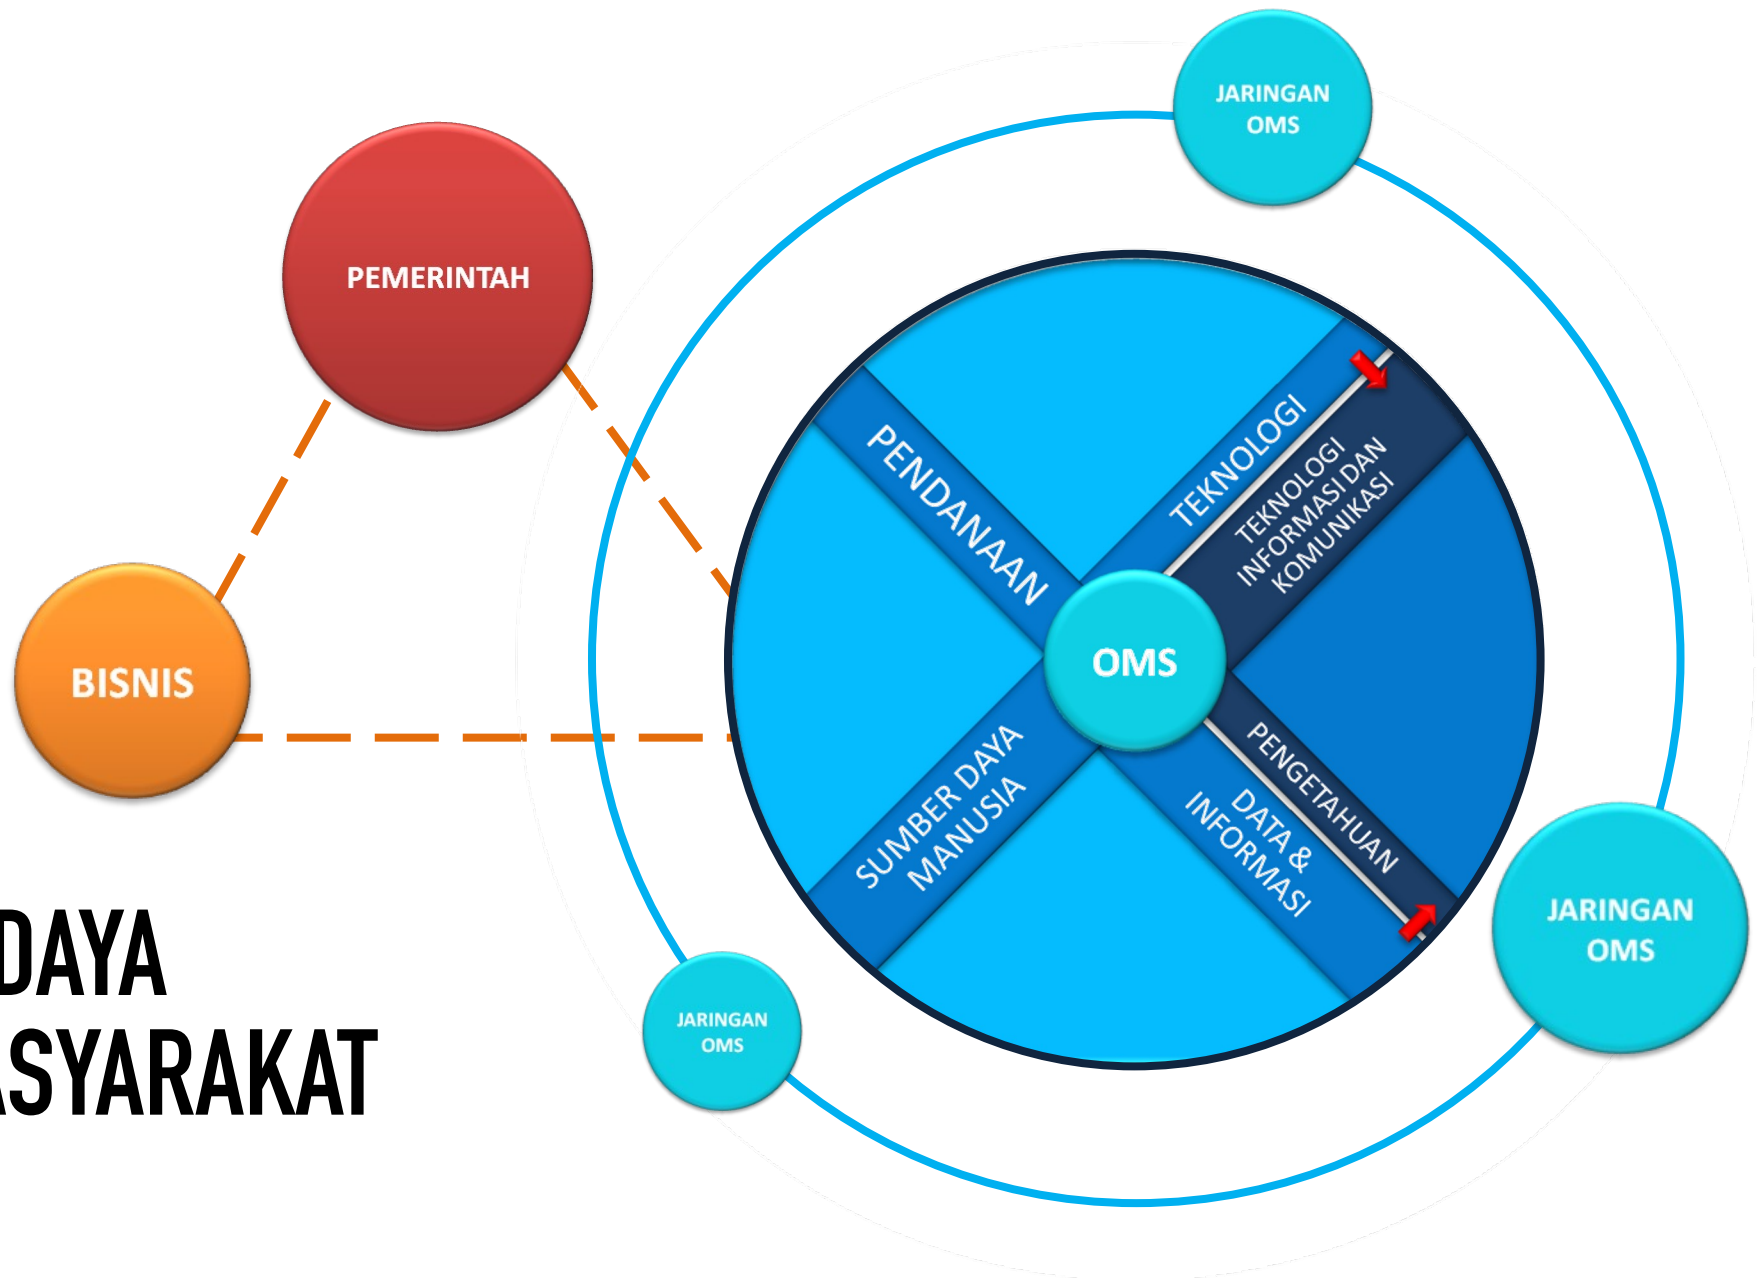 JARINGAN
OMS
PEMERINTAH
BISNIS
PENDANAAN
TEKNOLOGI
TEKNOLOGI
INFORMASI DAN
KOMUNIKASI
OMS
SUMBER DAYA
MANUSIA
PENGETAHUAN
DATA &
INFORMASI
JARINGAN
OMS
JARINGAN
OMS
DAYA
ASYARAKAT